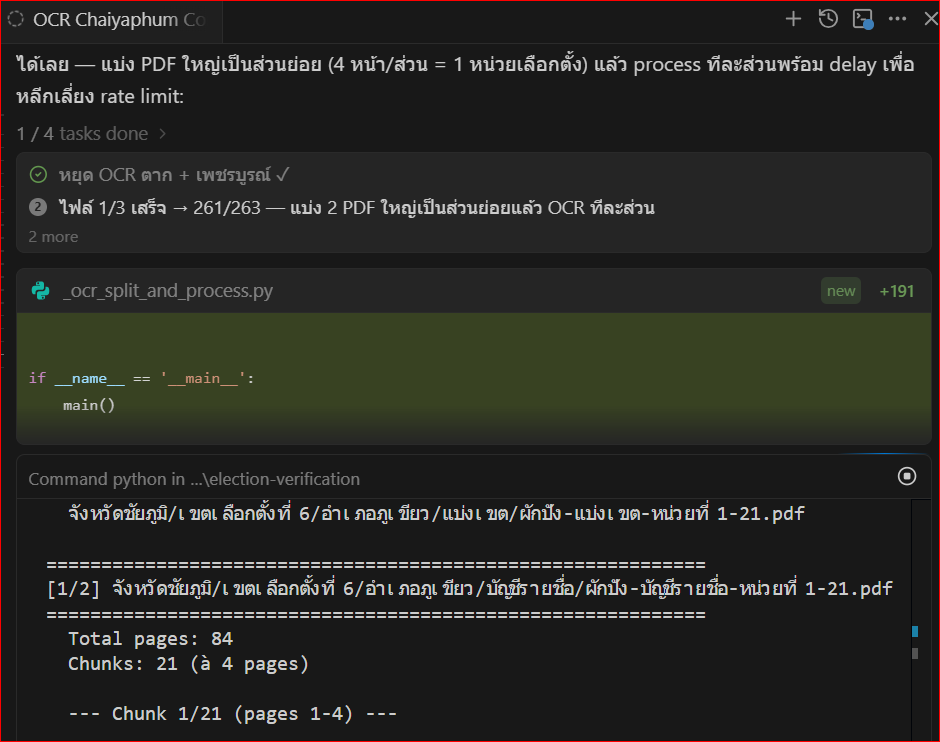 OCR Chaiyaphum Co
ได้เลย — แบ่ง PDF ใหญ่เป็นส่วนย่อย (4 หน้า/ส่วน = 1 หน่วยเลือกตั้ง) แล้ว process ทีละส่วนพร้อม delay เพื่อ
หลีกเลี่ยง rate limit:
1 / 4 tasks done >
หยุด OCR ตาก + เพชรบูรณ์ ✓
2 ไฟล์ 1/3 เสร็จ → 261/263 — แบ่ง 2 PDF ใหญ่เป็นส่วนย่อยแล้ว OCR ทีละส่วน
2 more
_ocr_split_and_process.py new +191
if __name__ == '__main__':
main()
Command python in ...\election-verification
จังหวัดชัยภูมิ/เขตเลือกตั้งที่ 6/อำเภอภูเขียว/แบ่งเขต/ผักปัง-แบ่งเขต-หน่วยที่ 1-21.pdf
============================================================
[1/2] จังหวัดชัยภูมิ/เขตเลือกตั้งที่ 6/อำเภอภูเขียว/บัญชีรายชื่อ/ผักปัง-บัญชีรายชื่อ-หน่วยที่ 1-21.pdf
============================================================
Total pages: 84
Chunks: 21 (à 4 pages)
--- Chunk 1/21 (pages 1-4) ---